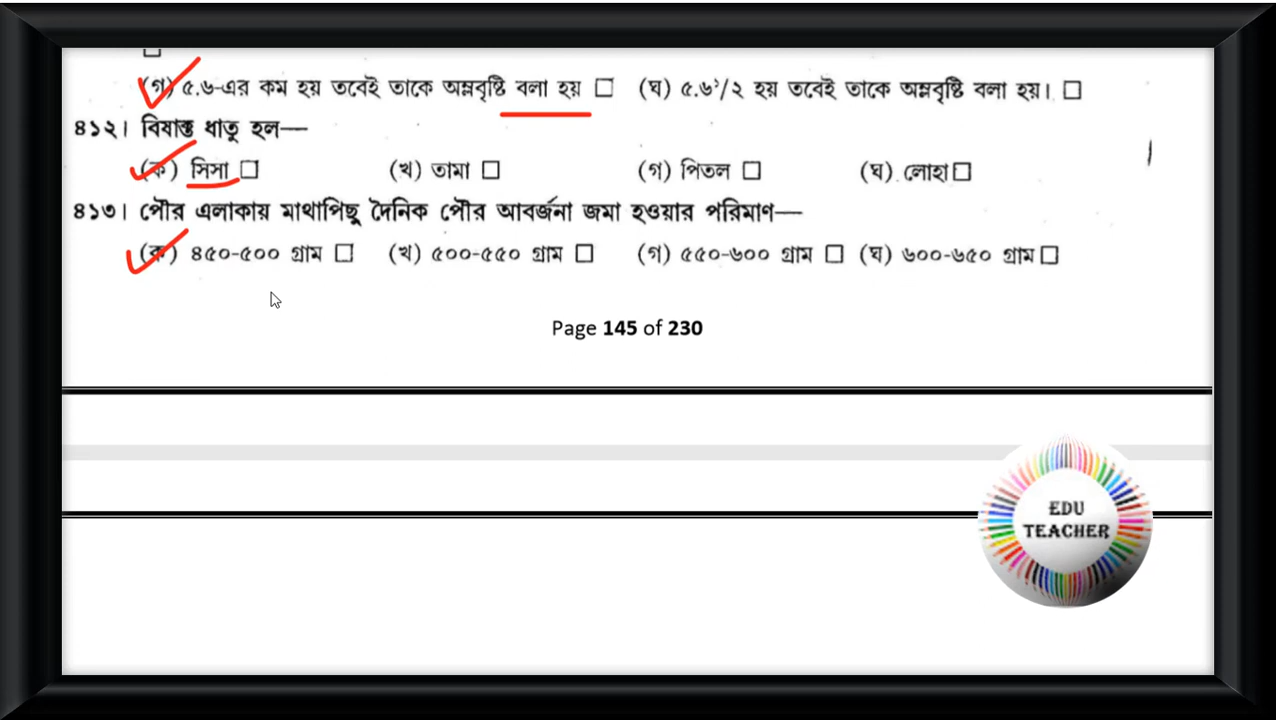 (গ) ৫.৬-এর কম হয় তবেই তাকে অম্লবৃষ্টি বলা হয় □ (ঘ) ৫.৬³/২ হয় তবেই তাকে অম্লবৃষ্টি বলা হয়। □
৪১২। বিষাক্ত ধাতু হল—
(ক) সিসা □ (খ) তামা □ (গ) পিতল □ (ঘ) লোহা □
৪১৩। পৌর এলাকায় মাথাপিছু দৈনিক পৌর আবর্জনা জমা হওয়ার পরিমাণ—
(ক) ৪৫০-৫০০ গ্রাম □ (খ) ৫০০-৫৫০ গ্রাম □ (গ) ৫৫০-৬০০ গ্রাম □ (ঘ) ৬০০-৬৫০ গ্রাম □
Page 145 of 230
EDU
TEACHER